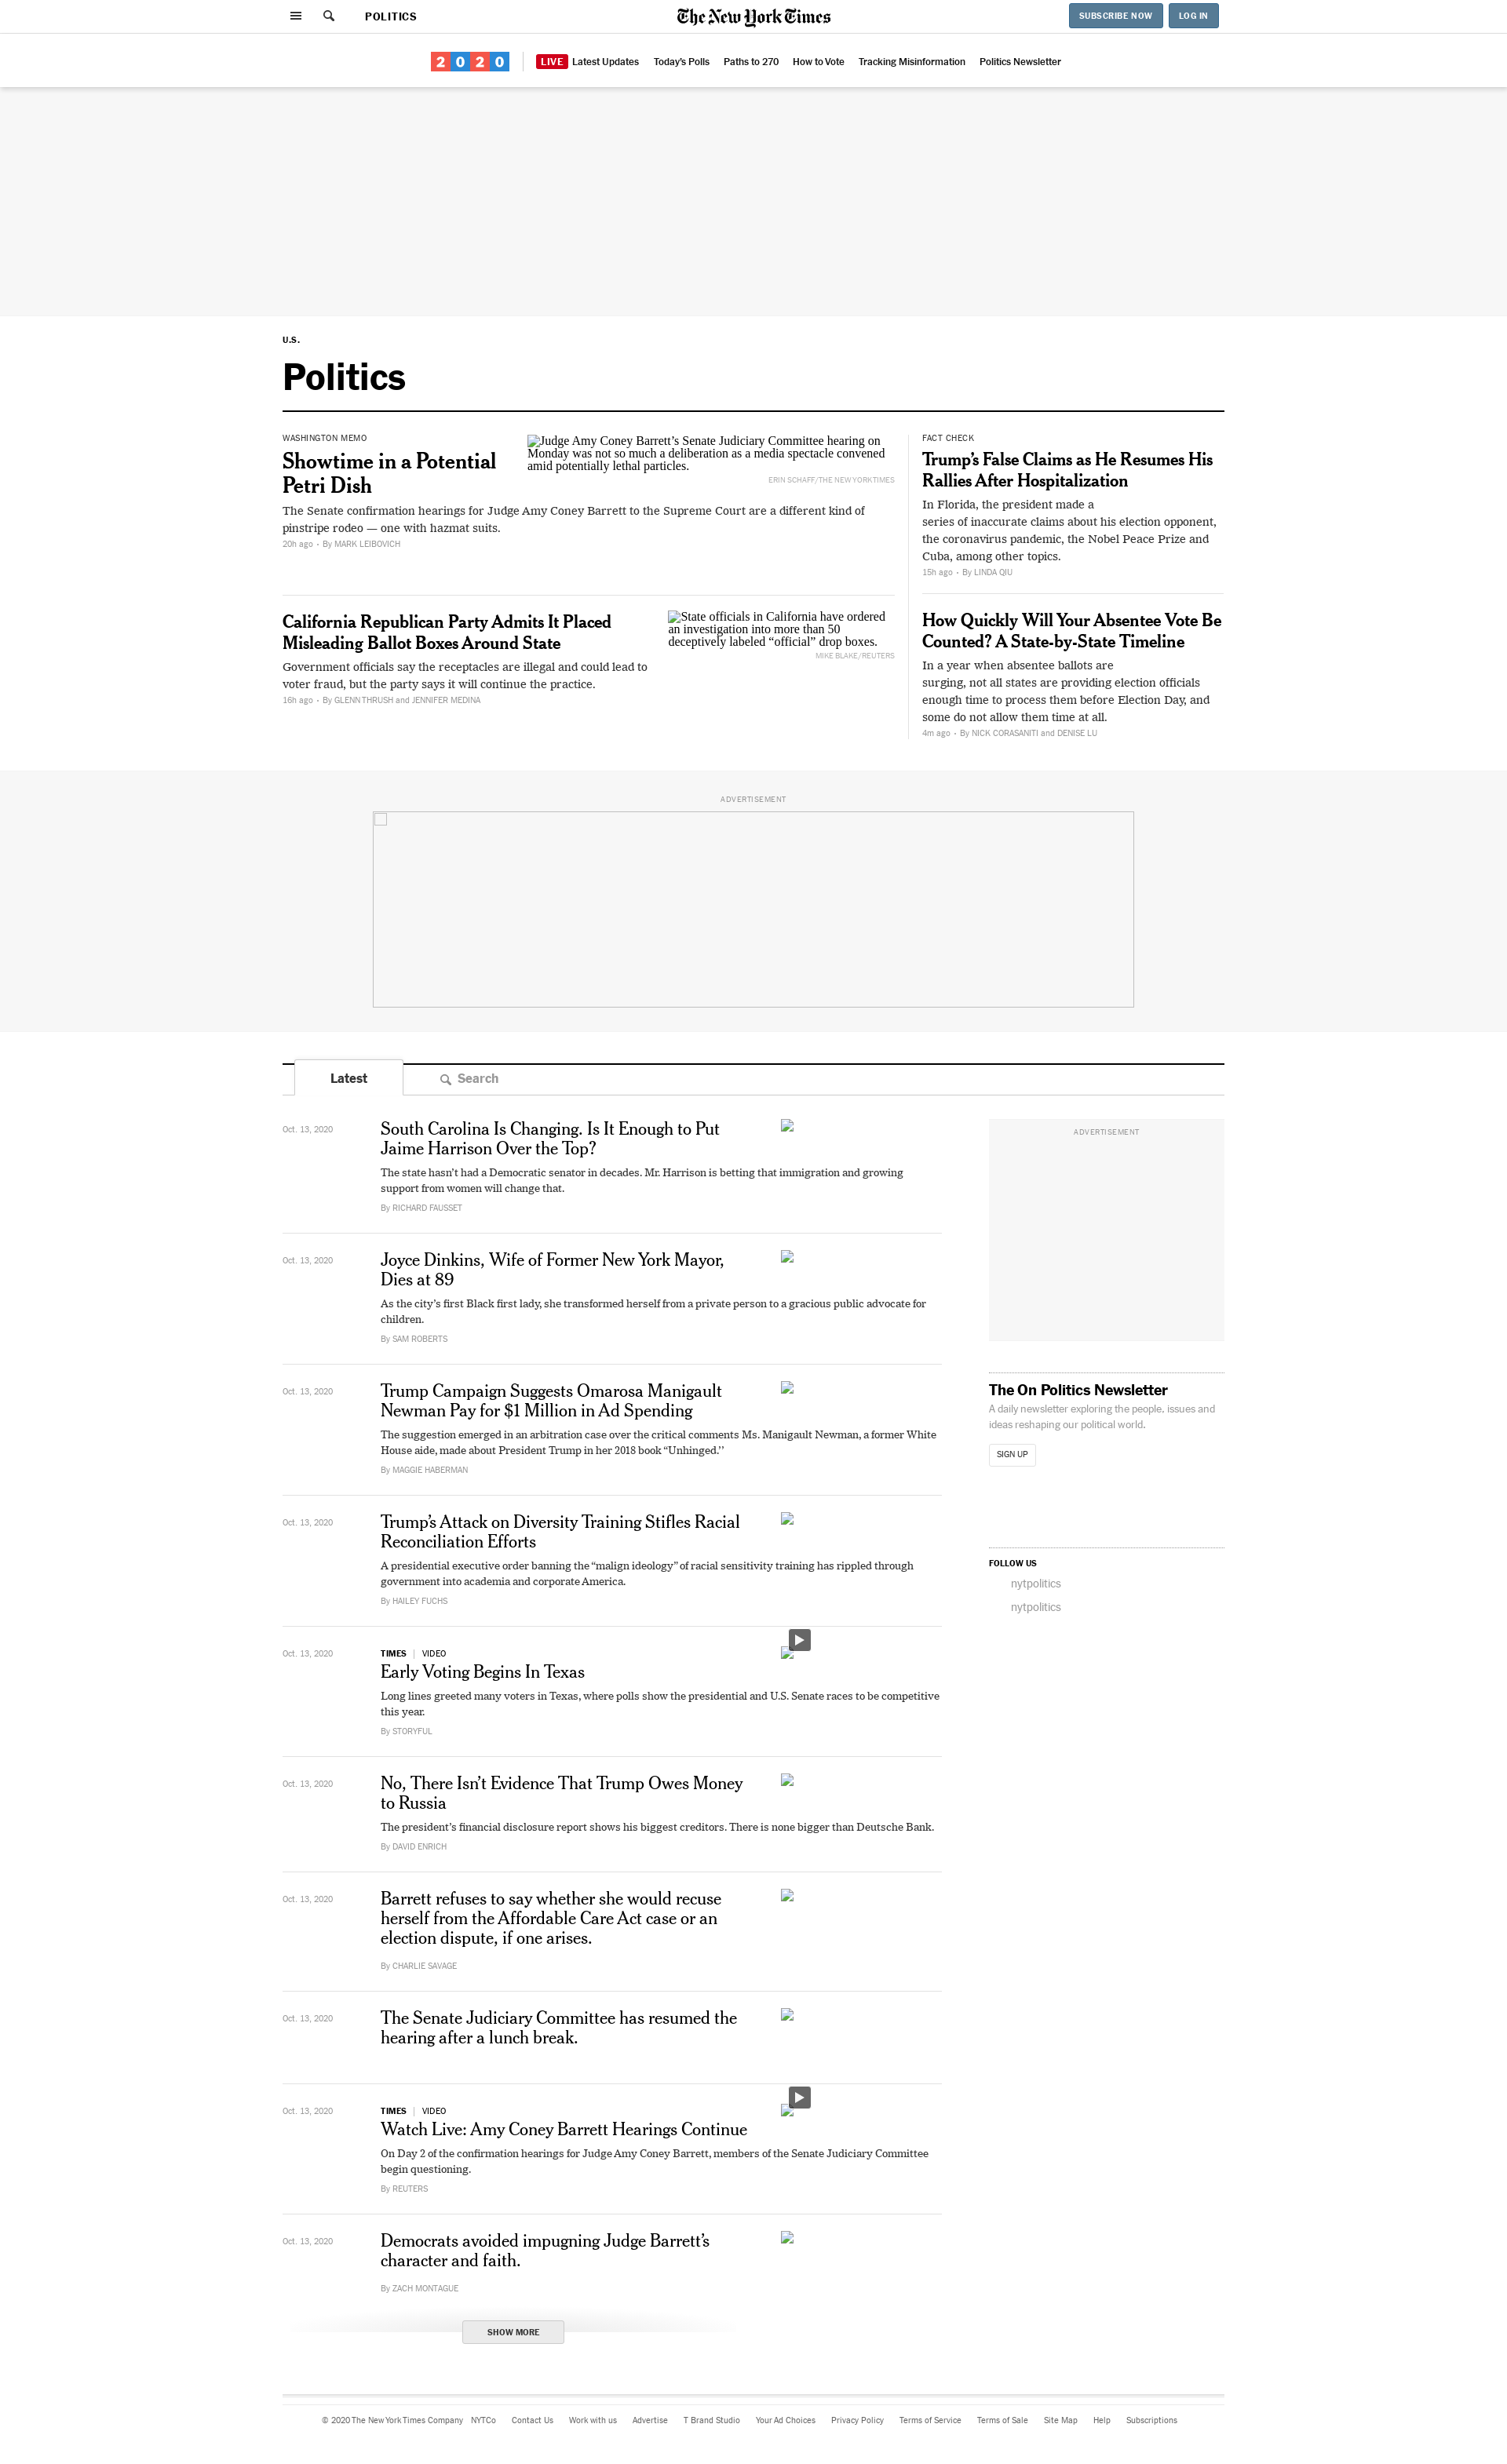 POLITICS
The New York Times
SUBSCRIBE NOW
LOG IN
2020
LIVE Latest Updates
Today's Polls
Paths to 270
How to Vote
Tracking Misinformation
Politics Newsletter
U.S.
Politics
WASHINGTON MEMO
Showtime in a Potential
Petri Dish
Judge Amy Coney Barrett’s Senate Judiciary Committee hearing on
Monday was not so much a deliberation as a media spectacle convened
amid potentially lethal particles.
ERIN SCHAFF/THE NEW YORK TIMES
The Senate confirmation hearings for Judge Amy Coney Barrett to the Supreme Court are a different kind of
pinstripe rodeo — one with hazmat suits.
20h ago • By MARK LEIBOVICH
California Republican Party Admits It Placed
Misleading Ballot Boxes Around State
State officials in California have ordered
an investigation into more than 50
deceptively labeled “official” drop boxes.
MIKE BLAKE/REUTERS
Government officials say the receptacles are illegal and could lead to
voter fraud, but the party says it will continue the practice.
16h ago • By GLENN THRUSH and JENNIFER MEDINA
FACT CHECK
Trump’s False Claims as He Resumes His
Rallies After Hospitalization
In Florida, the president made a
series of inaccurate claims about his election opponent,
the coronavirus pandemic, the Nobel Peace Prize and
Cuba, among other topics.
15h ago • By LINDA QIU
How Quickly Will Your Absentee Vote Be
Counted? A State-by-State Timeline
In a year when absentee ballots are
surging, not all states are providing election officials
enough time to process them before Election Day, and
some do not allow them time at all.
4m ago • By NICK CORASANITI and DENISE LU
ADVERTISEMENT
Latest
Search
Oct. 13, 2020
South Carolina Is Changing. Is It Enough to Put
Jaime Harrison Over the Top?
The state hasn’t had a Democratic senator in decades. Mr. Harrison is betting that immigration and growing
support from women will change that.
By RICHARD FAUSSET
Oct. 13, 2020
Joyce Dinkins, Wife of Former New York Mayor,
Dies at 89
As the city’s first Black first lady, she transformed herself from a private person to a gracious public advocate for
children.
By SAM ROBERTS
Oct. 13, 2020
Trump Campaign Suggests Omarosa Manigault
Newman Pay for $1 Million in Ad Spending
The suggestion emerged in an arbitration case over the critical comments Ms. Manigault Newman, a former White
House aide, made about President Trump in her 2018 book “Unhinged.’’
By MAGGIE HABERMAN
Oct. 13, 2020
Trump’s Attack on Diversity Training Stifles Racial
Reconciliation Efforts
A presidential executive order banning the “malign ideology” of racial sensitivity training has rippled through
government into academia and corporate America.
By HAILEY FUCHS
Oct. 13, 2020
TIMES | VIDEO
Early Voting Begins In Texas
Long lines greeted many voters in Texas, where polls show the presidential and U.S. Senate races to be competitive
this year.
By STORYFUL
Oct. 13, 2020
No, There Isn’t Evidence That Trump Owes Money
to Russia
The president’s financial disclosure report shows his biggest creditors. There is none bigger than Deutsche Bank.
By DAVID ENRICH
Oct. 13, 2020
Barrett refuses to say whether she would recuse
herself from the Affordable Care Act case or an
election dispute, if one arises.
By CHARLIE SAVAGE
Oct. 13, 2020
The Senate Judiciary Committee has resumed the
hearing after a lunch break.
Oct. 13, 2020
TIMES | VIDEO
Watch Live: Amy Coney Barrett Hearings Continue
On Day 2 of the confirmation hearings for Judge Amy Coney Barrett, members of the Senate Judiciary Committee
begin questioning.
By REUTERS
Oct. 13, 2020
Democrats avoided impugning Judge Barrett’s
character and faith.
By ZACH MONTAGUE
SHOW MORE
ADVERTISEMENT
The On Politics Newsletter
A daily newsletter exploring the people, issues and
ideas reshaping our political world.
SIGN UP
FOLLOW US
nytpolitics
nytpolitics
© 2020 The New York Times Company NYTCo Contact Us Work with us Advertise T Brand Studio Your Ad Choices Privacy Policy Terms of Service Terms of Sale Site Map Help Subscriptions